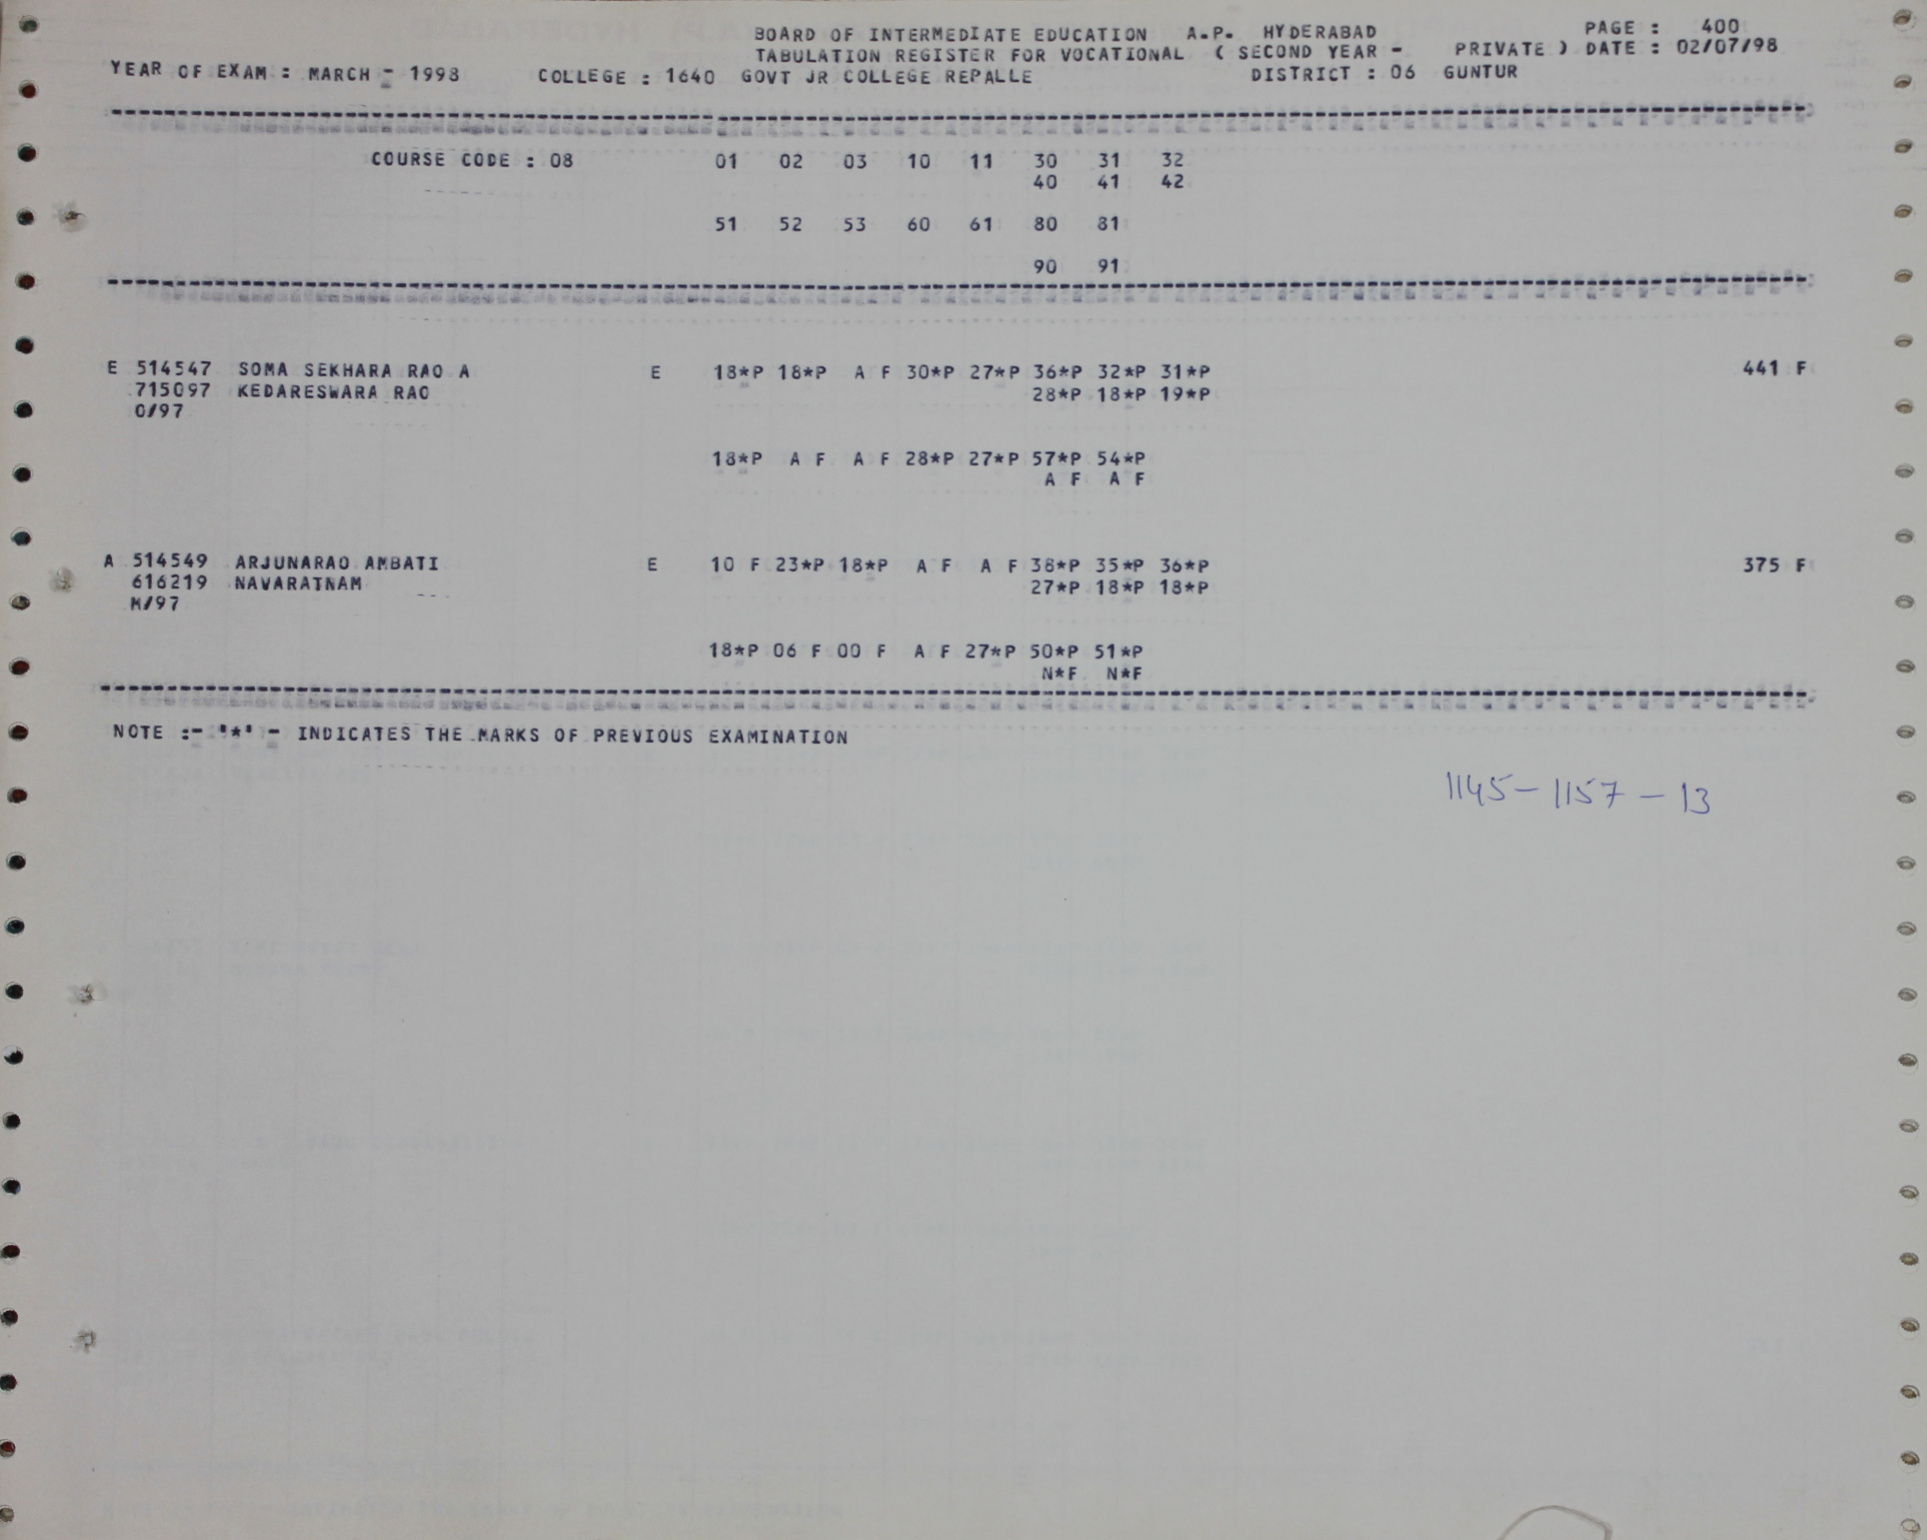 BOARD OF INTERMEDIATE EDUCATION A.P. HYDERABAD PAGE : 400
TABULATION REGISTER FOR VOCATIONAL ( SECOND YEAR - PRIVATE ) DATE : 02/07/98
YEAR OF EXAM : MARCH - 1998 COLLEGE : 1640 GOVT JR COLLEGE REPALLE DISTRICT : 06 GUNTUR
COURSE CODE : 08 01 02 03 10 11 30 31 32
40 41 42
51 52 53 60 61 80 81
90 91
E 514547 SOMA SEKHARA RAO A E 18*P 18*P A F 30*P 27*P 36*P 32*P 31*P 441 F
715097 KEDARESWARA RAO 28*P 18*P 19*P
O/97
18*P A F A F 28*P 27*P 57*P 54*P
A F A F
A 514549 ARJUNARAO AMBATI E 10 F 23*P 18*P A F A F 38*P 35*P 36*P 375 F
616219 NAVARATNAM 27*P 18*P 18*P
M/97
18*P 06 F 00 F A F 27*P 50*P 51*P
N*F N*F
NOTE :- '*' - INDICATES THE MARKS OF PREVIOUS EXAMINATION
1145 - 1157 - 13